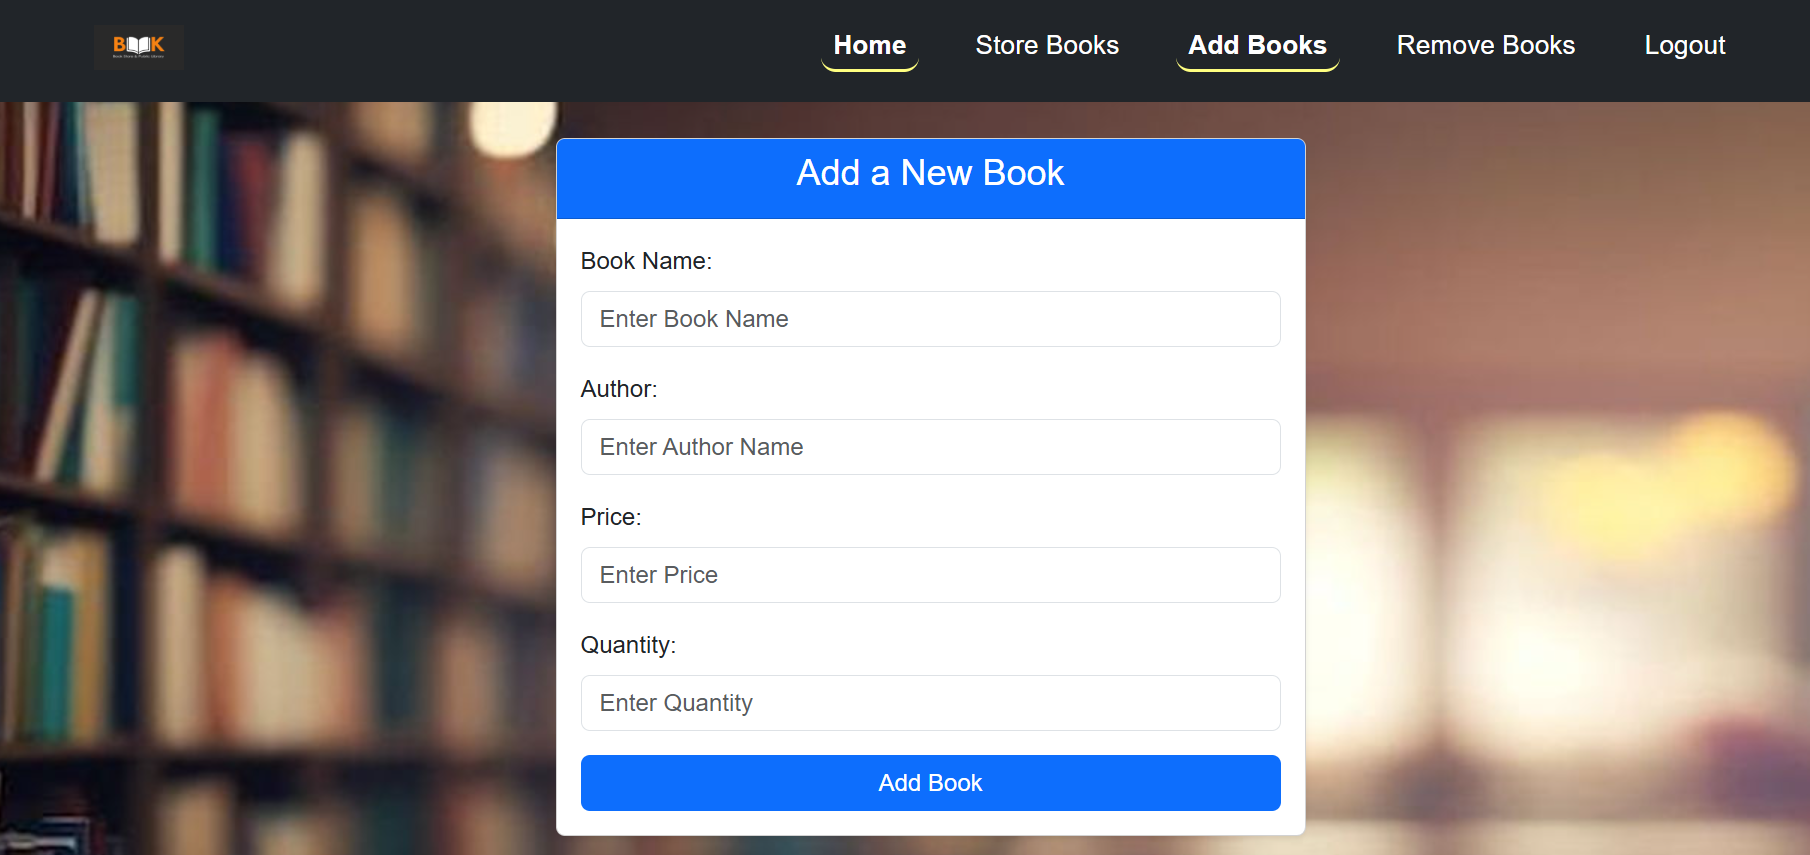 BOOK
Home
Store Books
Add Books
Remove Books
Logout
Add a New Book
Book Name:
Enter Book Name
Author:
Enter Author Name
Price:
Enter Price
Quantity:
Enter Quantity
Add Book